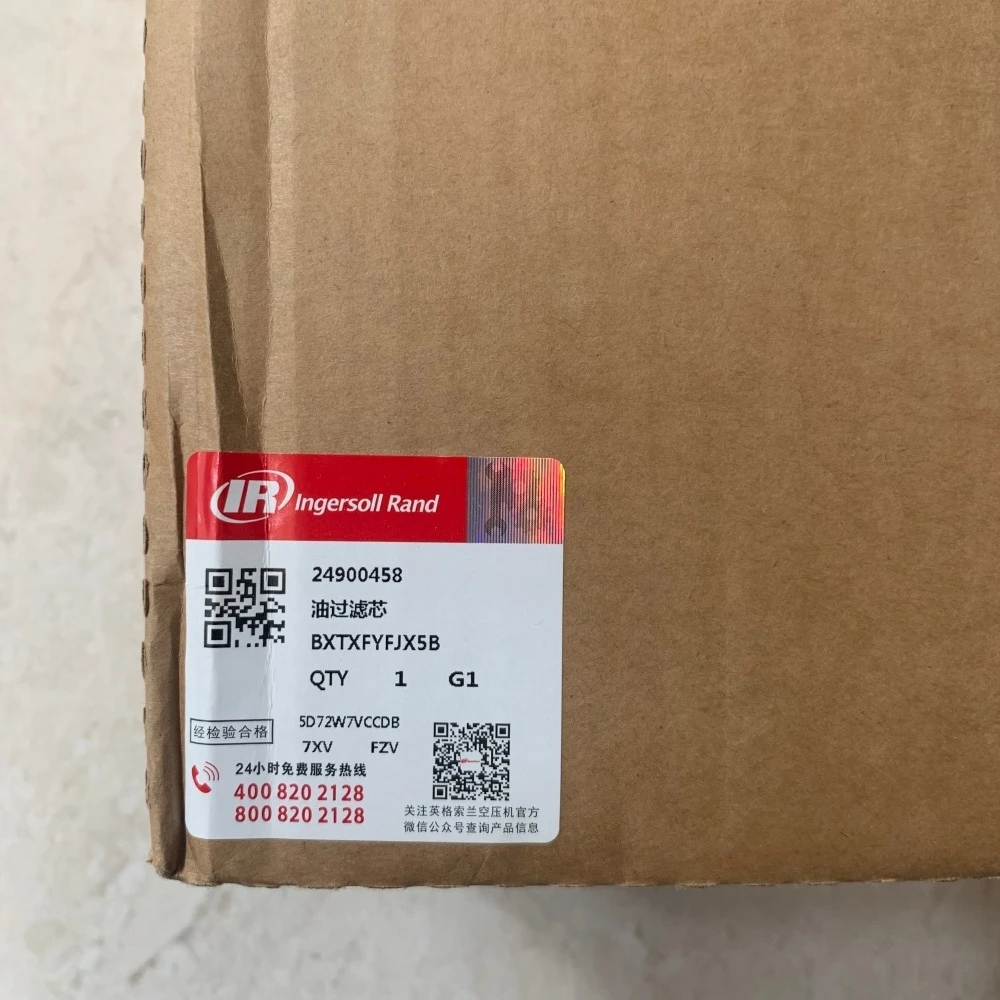 IR Ingersoll Rand
24900458
油过滤芯
BXTXFYFJX5B
QTY 1 G1
5D72W7VCCDB
经检验合格
7XV FZV
24小时免费服务热线
400 820 2128
800 820 2128
关注英格索兰空压机官方
微信公众号查询产品信息